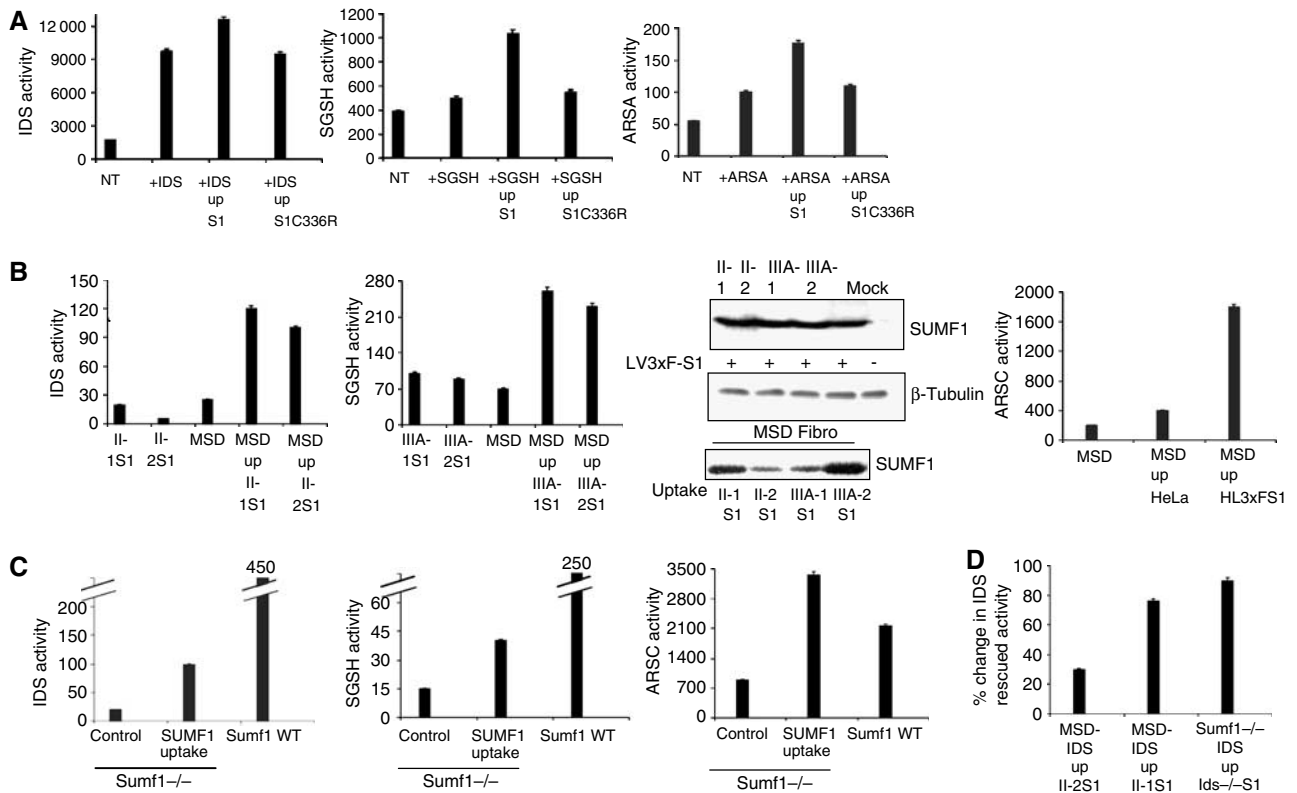 A
IDS activity
12 000
9000
6000
3000
0
NT
+IDS
+IDS up S1
+IDS up S1C336R
SGSH activity
1200
1000
800
600
400
200
0
NT
+SGSH
+SGSH up S1
+SGSH up S1C336R
ARSA activity
200
150
100
50
0
NT
+ARSA
+ARSA up S1
+ARSA up S1C336R
B
IDS activity
150
120
90
60
30
0
II-1S1
II-2S1
MSD
MSD up II-1S1
MSD up II-2S1
SGSH activity
280
210
140
70
0
IIIA-1S1
IIIA-2S1
MSD
MSD up IIIA-1S1
MSD up IIIA-2S1
II- II- IIIA- IIIA-
1 2 1 2 Mock
SUMF1
LV3xF-S1 + + + + -
β-Tubulin
MSD Fibro
SUMF1
Uptake II-1 II-2 IIIA-1 IIIA-2
S1 S1 S1 S1
ARSC activity
2000
1600
1200
800
400
0
MSD
MSD up HeLa
MSD up HL3xFS1
C
IDS activity
450
200
150
100
50
0
Control
SUMF1 uptake
Sumf1 WT
Sumf1–/–
SGSH activity
250
60
45
30
15
0
Control
SUMF1 uptake
Sumf1 WT
Sumf1–/–
ARSC activity
3500
2800
2100
1400
700
0
Control
SUMF1 uptake
Sumf1 WT
Sumf1–/–
D
% change in IDS rescued activity
100
80
60
40
20
0
MSD-IDS up II-2S1
MSD-IDS up II-1S1
Sumf1–/– IDS up Ids–/–S1